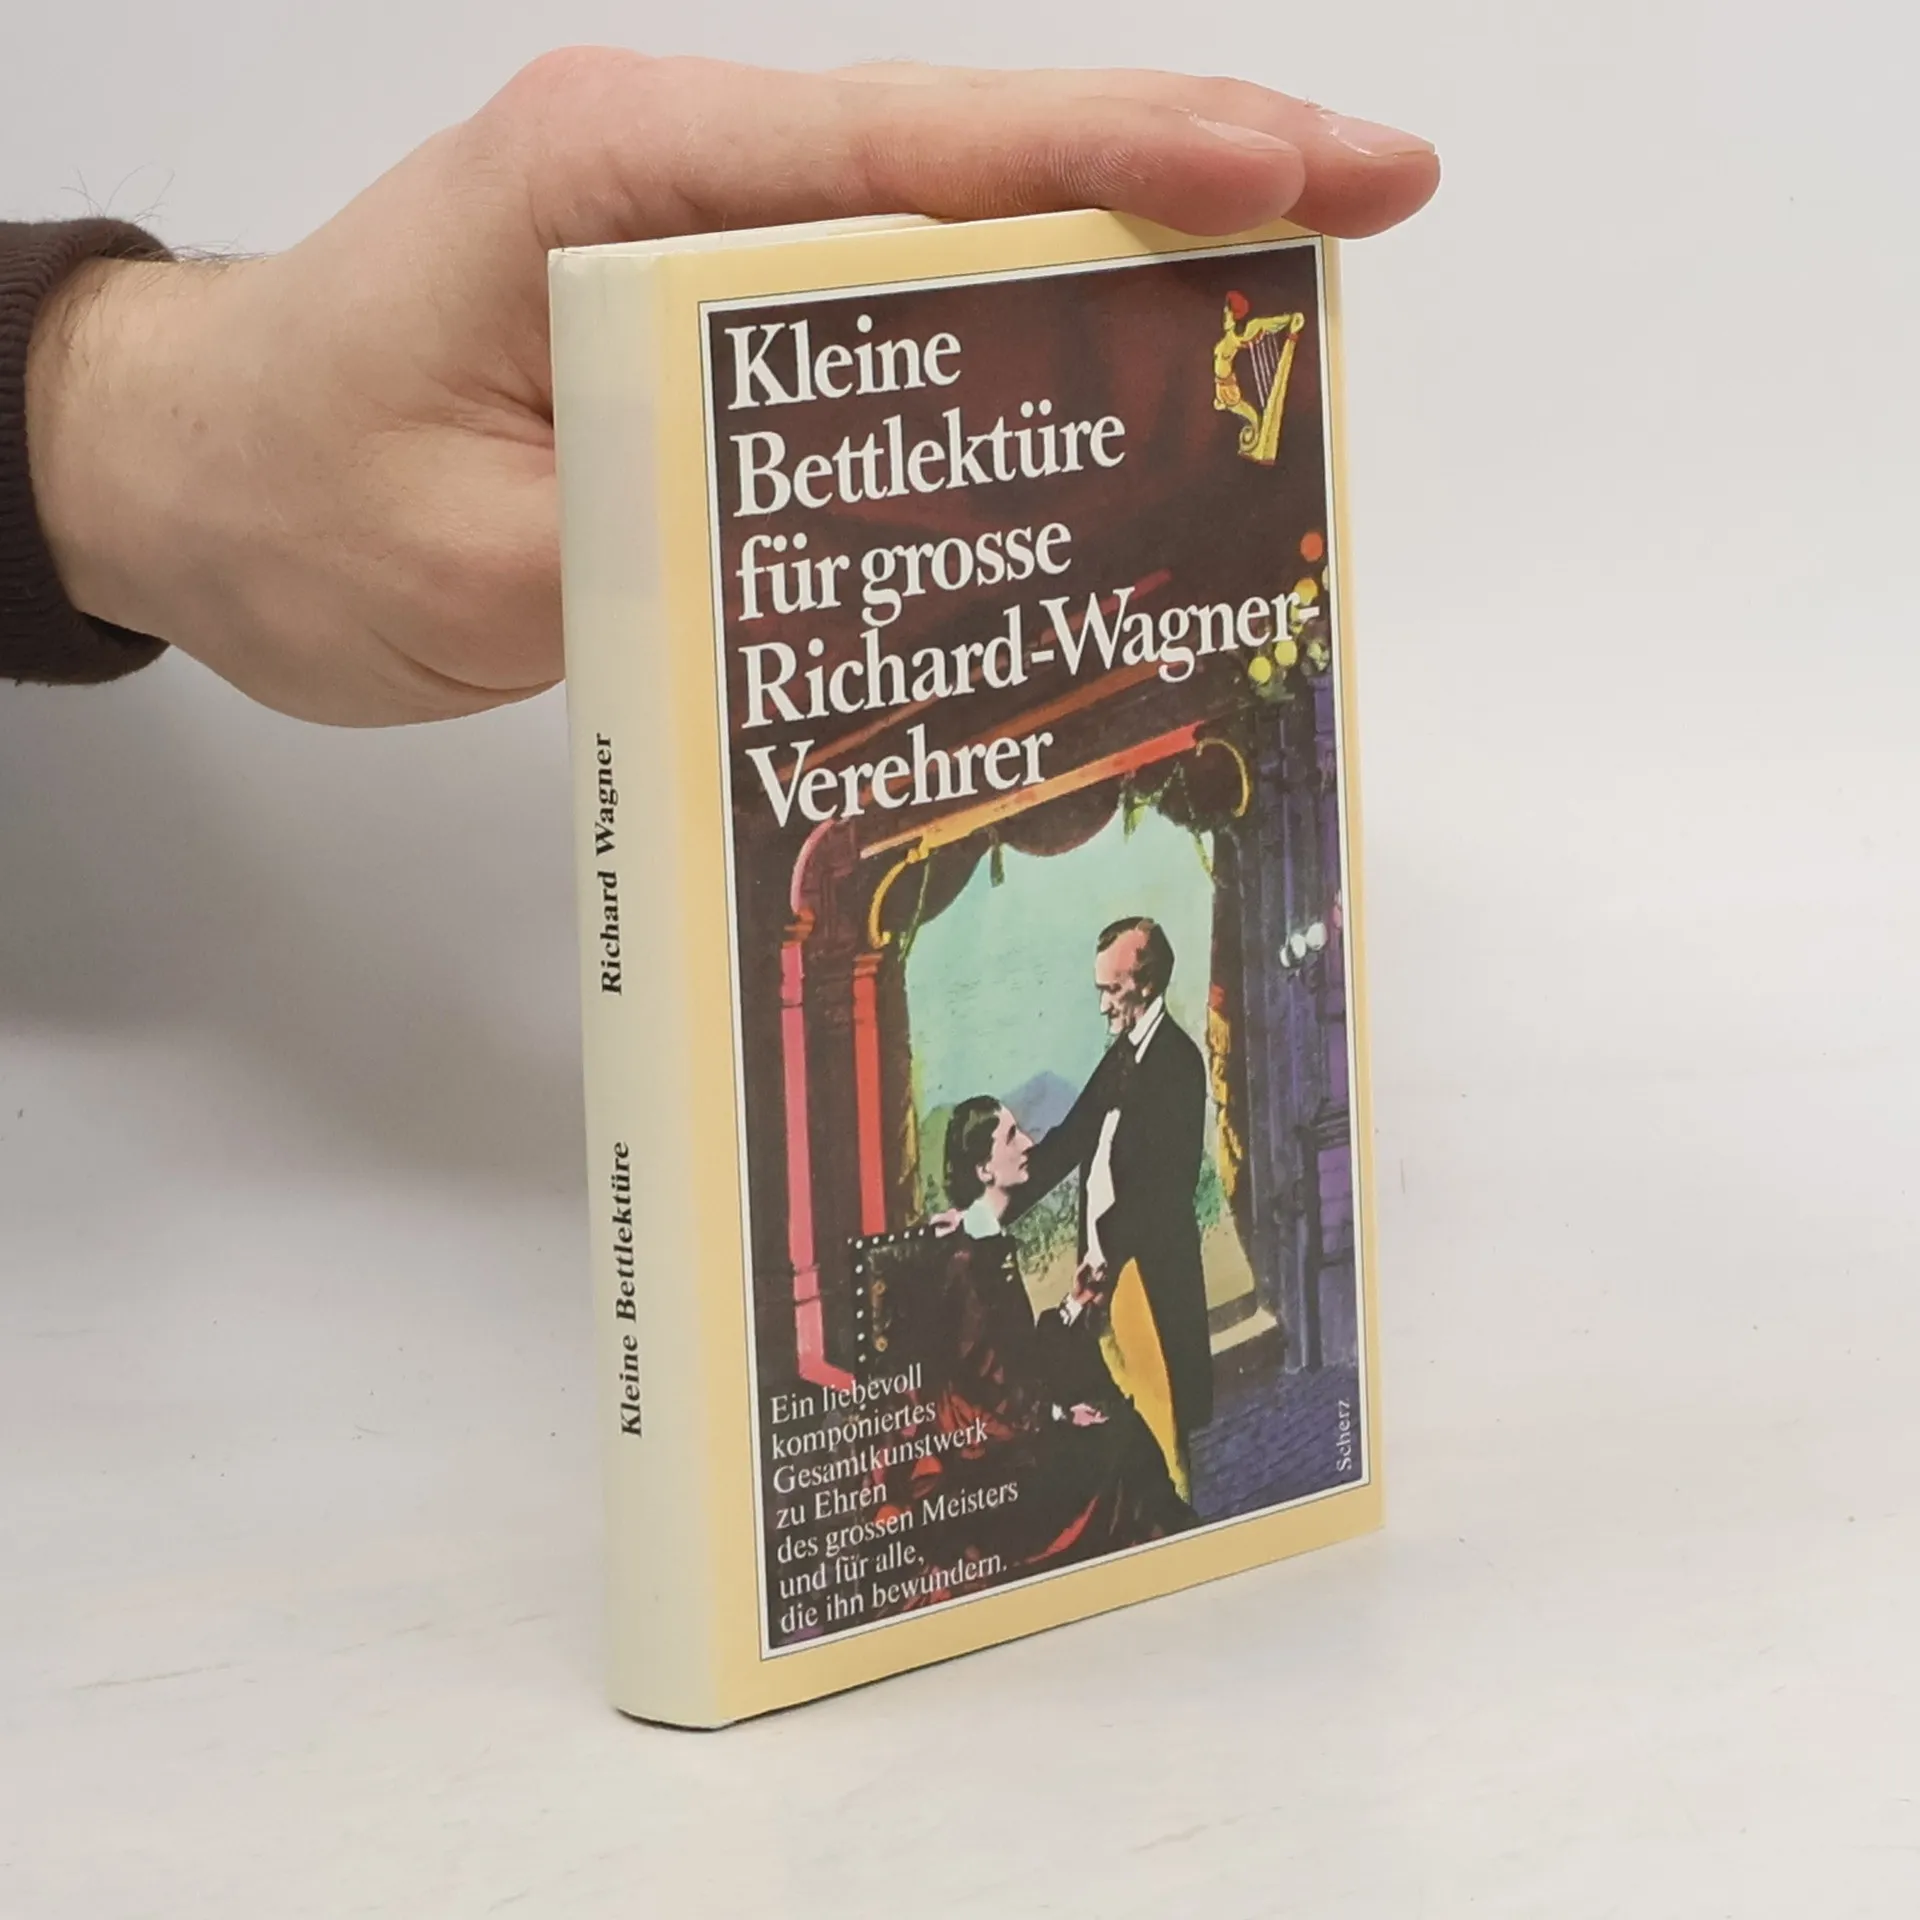 Kleine
Bettlektüre
für grosse
Richard-Wagner-
Verehrer
Ein liebevoll
komponiertes
Gesamtkunstwerk
zu Ehren
des grossen Meisters
und für alle,
die ihn bewundern.
Scherz
Kleine Bettlektüre Richard Wagner